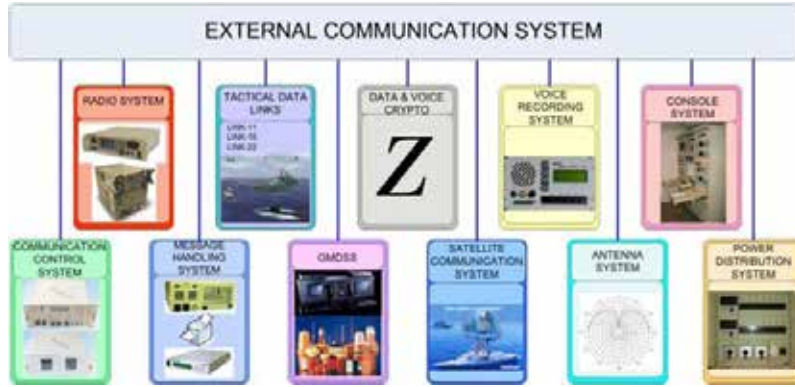 EXTERNAL COMMUNICATION SYSTEM
RADIO SYSTEM
TACTICAL DATA
LINKS
LINK-11
LINK-16
LINK-22
DATA & VOICE
CRYPTO
Z
VOICE
RECORDING
SYSTEM
CONSOLE
SYSTEM
COMMUNICATION
CONTROL
SYSTEM
MESSAGE
HANDLING
SYSTEM
GMDSS
SATELLITE
COMMUNICATION
SYSTEM
ANTENNA
SYSTEM
POWER
DISTRIBUTION
SYSTEM